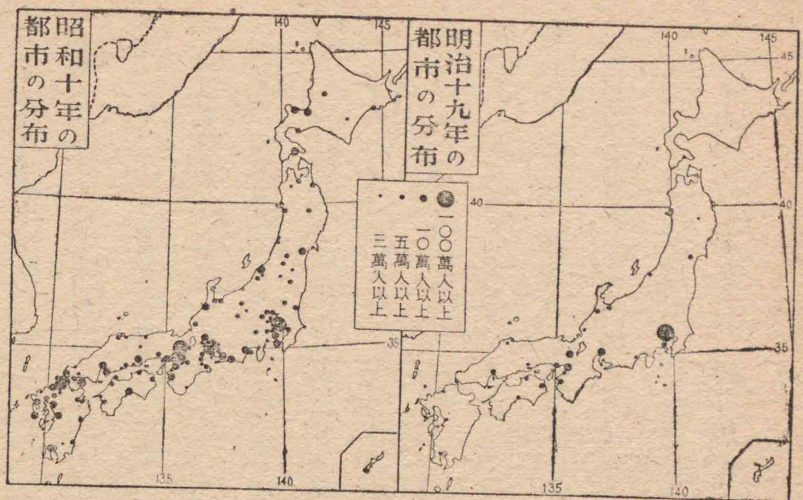 明治十九年の
都市の分布
昭和十年の
都市の分布
一〇〇萬人以上
一〇萬人以上
五萬人以上
三萬人以上
140
145
145
45
40
40
35
35
135
140
135
140